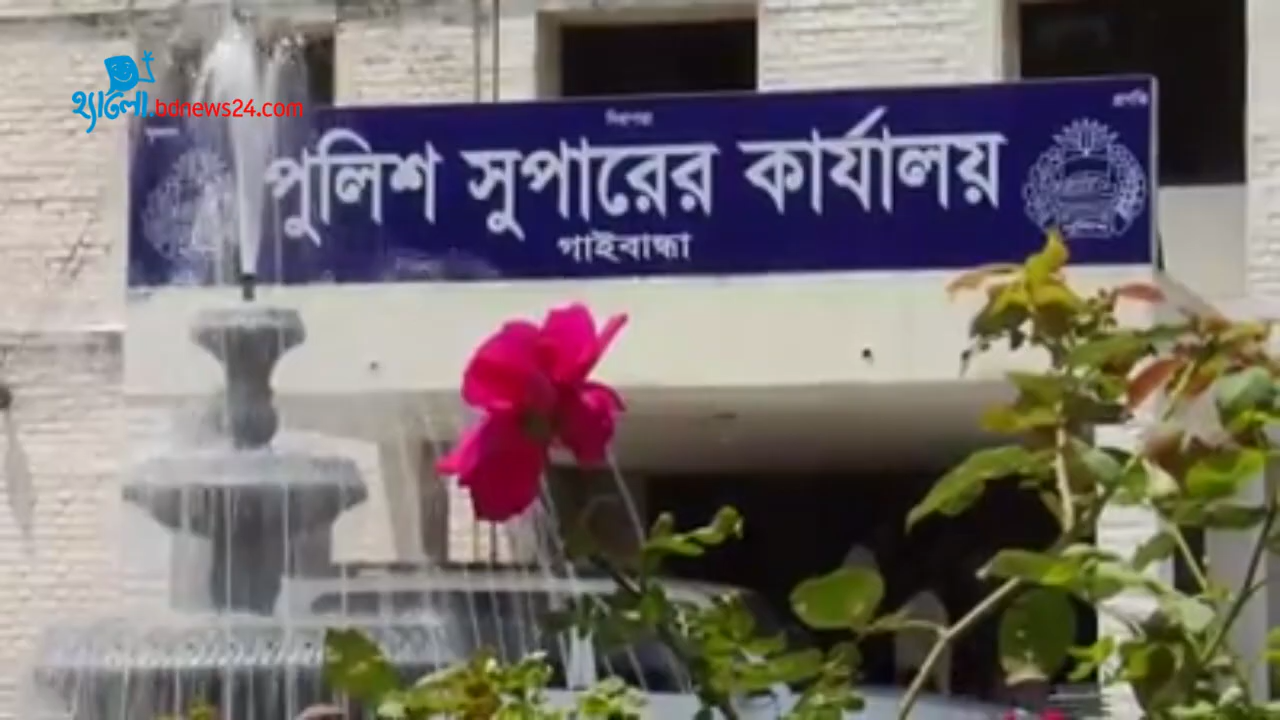 হ্যালো.bdnews24.com
পুলিশ সুপারের কার্যালয়
গাইবান্ধা